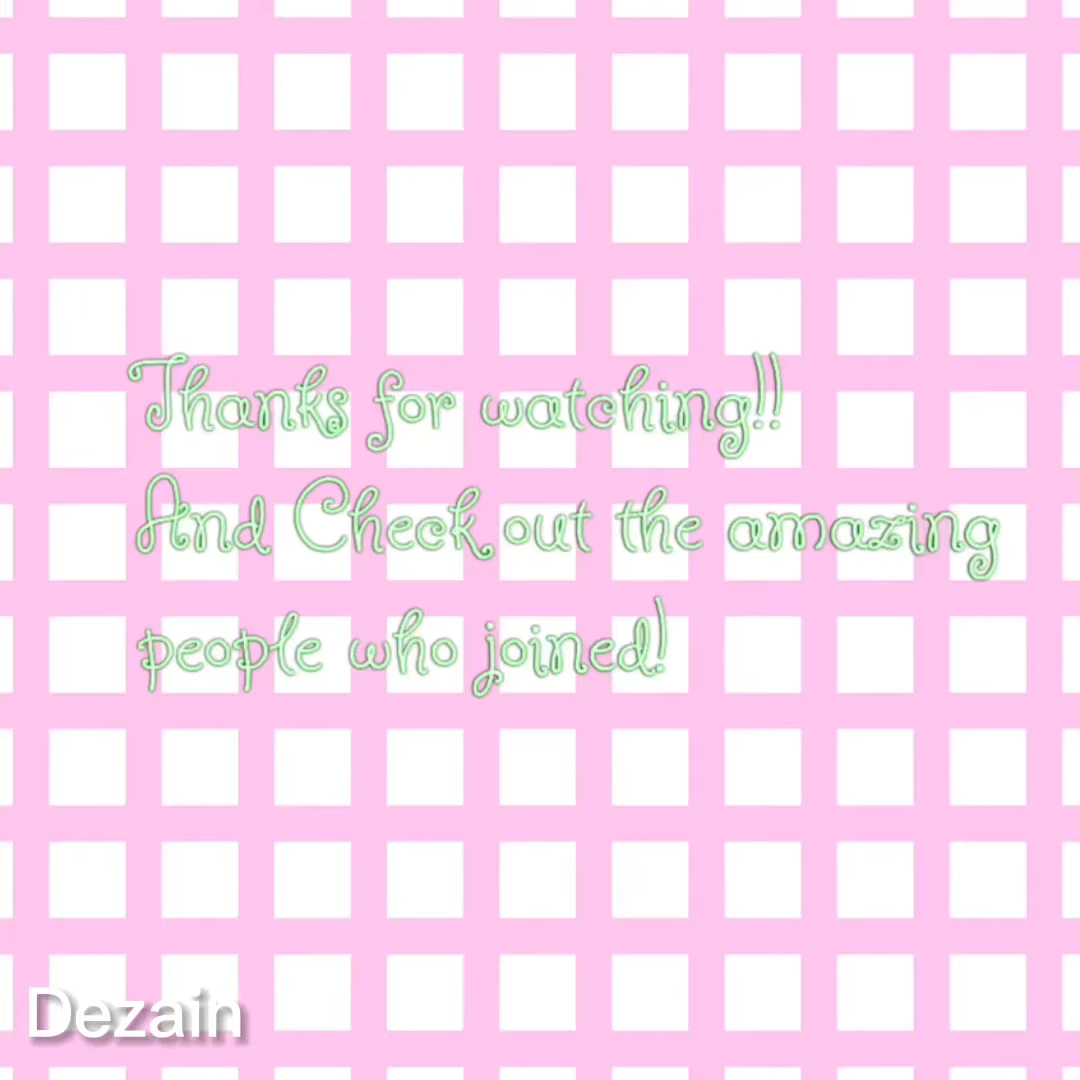 Thanks for watching!!
And Check out the amazing
people who joined!
Dezain